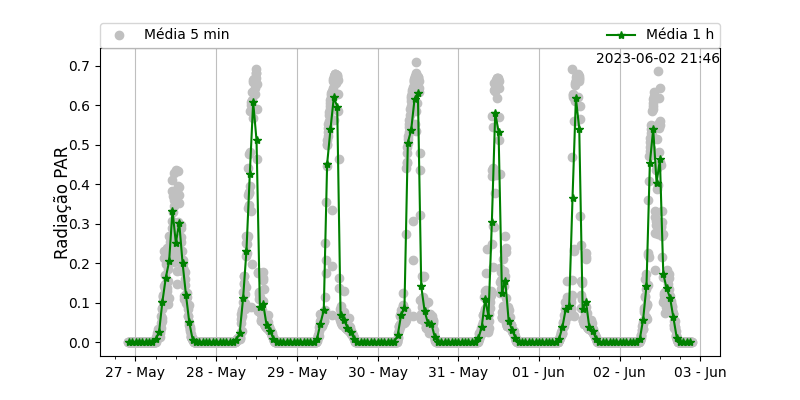 Média 5 min
Média 1 h
2023-06-02 21:46
Radiação PAR
0.7
0.6
0.5
0.4
0.3
0.2
0.1
0.0
27 - May 28 - May 29 - May 30 - May 31 - May 01 - Jun 02 - Jun 03 - Jun